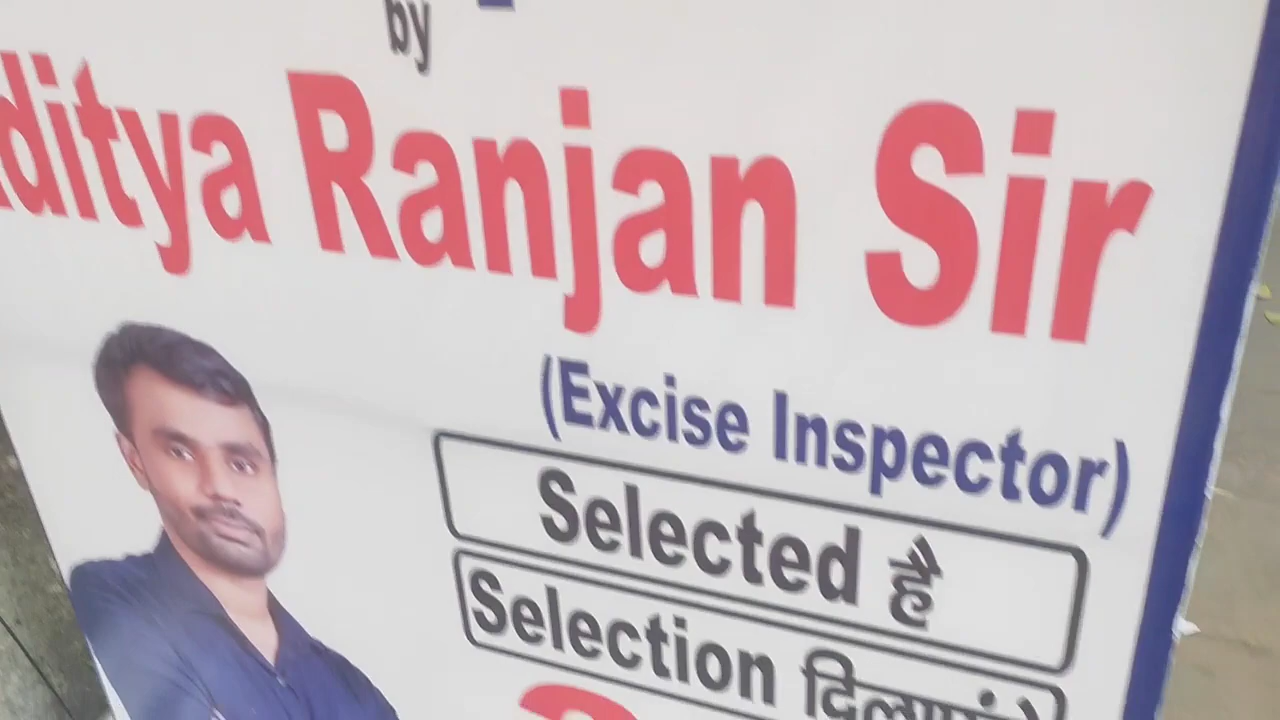 by
ditya Ranjan Sir
(Excise Inspector)
Selected है
Selection